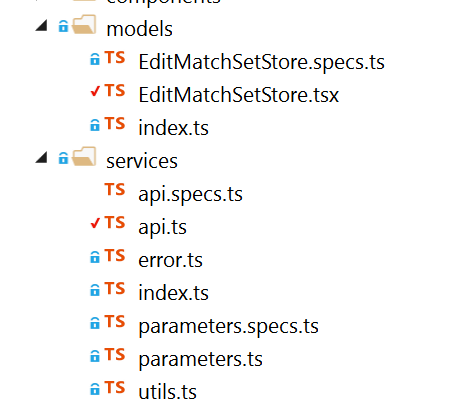 components
models
TS EditMatchSetStore.specs.ts
TS EditMatchSetStore.tsx
TS index.ts
services
TS api.specs.ts
TS api.ts
TS error.ts
TS index.ts
TS parameters.specs.ts
TS parameters.ts
TS utils.ts